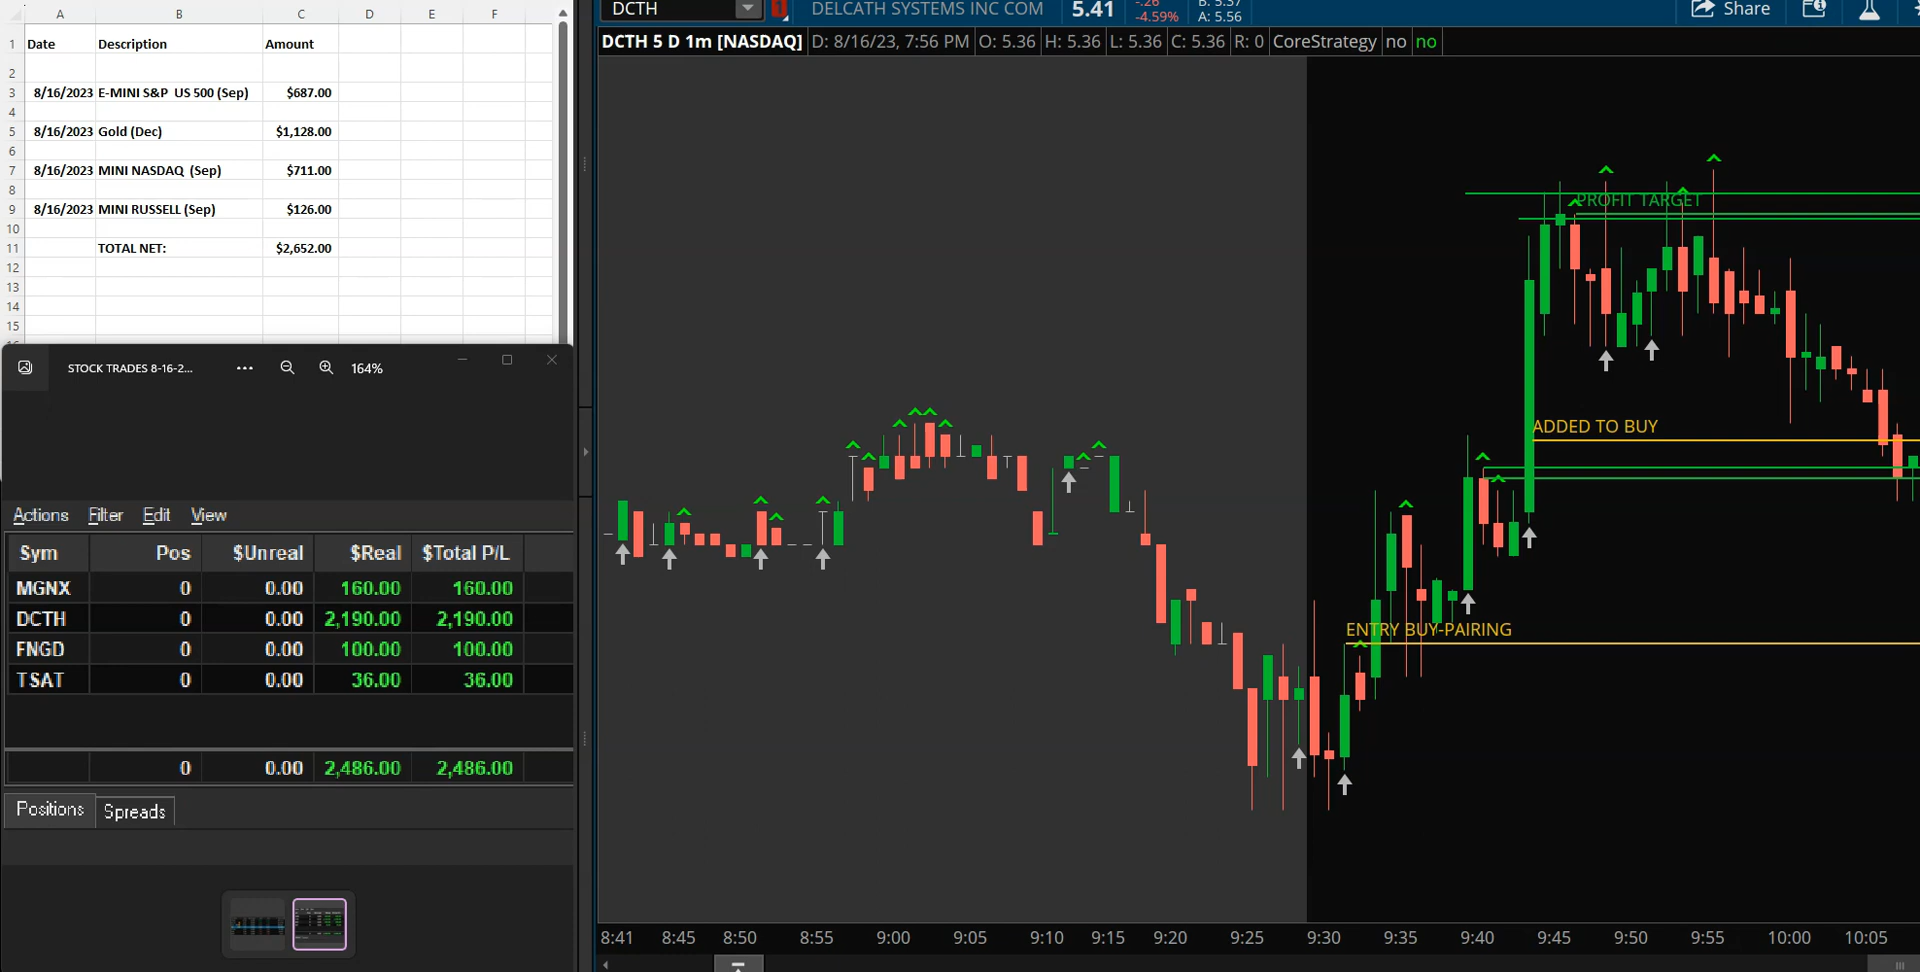 A B C D E F
1 Date Description Amount
2
3 8/16/2023 E-MINI S&P US 500 (Sep) $687.00
4
5 8/16/2023 Gold (Dec) $1,128.00
6
7 8/16/2023 MINI NASDAQ (Sep) $711.00
8
9 8/16/2023 MINI RUSSELL (Sep) $126.00
10
11 TOTAL NET: $2,652.00
12
13
14
15
STOCK TRADES 8-16-2... ... 164%
Actions Filter Edit View
Sym Pos $Unreal $Real $Total P/L
MGNX 0 0.00 160.00 160.00
DCTH 0 0.00 2,190.00 2,190.00
FNGD 0 0.00 100.00 100.00
TSAT 0 0.00 36.00 36.00
0 0.00 2,486.00 2,486.00
Positions Spreads
DCTH 1 DELCATH SYSTEMS INC COM 5.41 -.26 B: 5.37 Share
-4.59% A: 5.56
DCTH 5 D 1m [NASDAQ] D: 8/16/23, 7:56 PM O: 5.36 H: 5.36 L: 5.36 C: 5.36 R: 0 CoreStrategy no no
PROFIT TARGET
ADDED TO BUY
ENTRY BUY-PAIRING
8:41 8:45 8:50 8:55 9:00 9:05 9:10 9:15 9:20 9:25 9:30 9:35 9:40 9:45 9:50 9:55 10:00 10:05